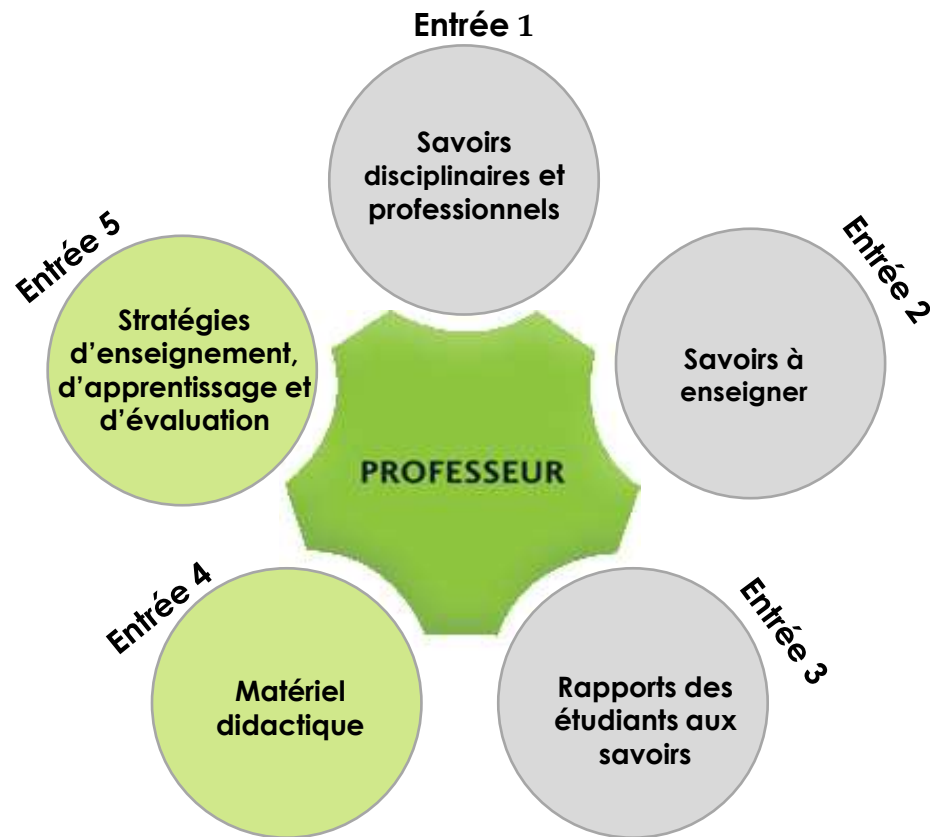 Entrée 1
Savoirs
disciplinaires et
professionnels
Entrée 2
Savoirs à
enseigner
Entrée 3
Rapports des
étudiants aux
savoirs
Entrée 4
Matériel
didactique
Entrée 5
Stratégies
d’enseignement,
d’apprentissage et
d’évaluation
PROFESSEUR